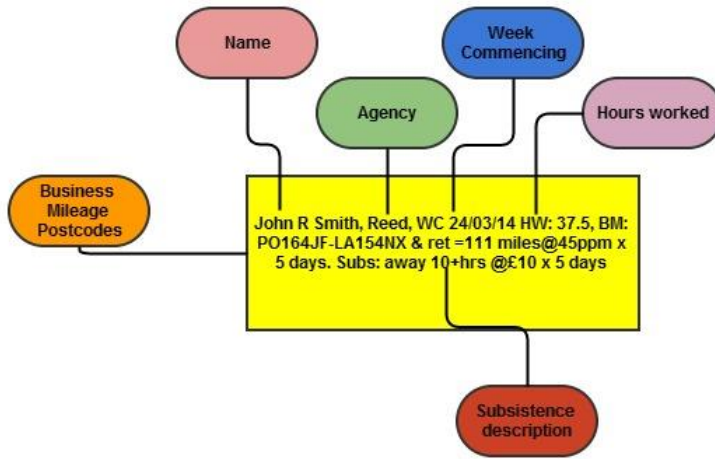 Name
Week
Commencing
Agency
Hours worked
Business
Mileage
Postcodes
John R Smith, Reed, WC 24/03/14 HW: 37.5, BM:
PO164JF-LA154NX & ret =111 miles@45ppm x
5 days. Subs: away 10+hrs @£10 x 5 days
Subsistence
description